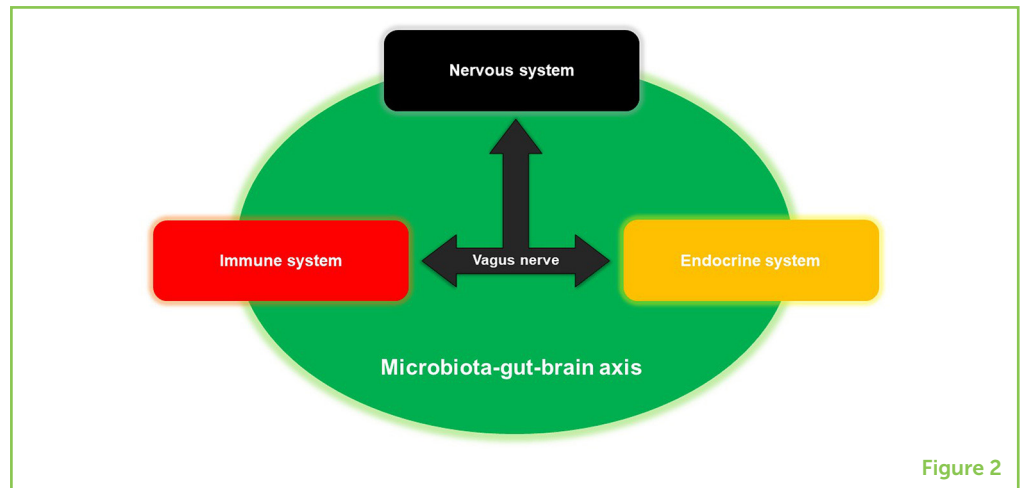 Nervous system
Immune system
Vagus nerve
Endocrine system
Microbiota-gut-brain axis
Figure 2